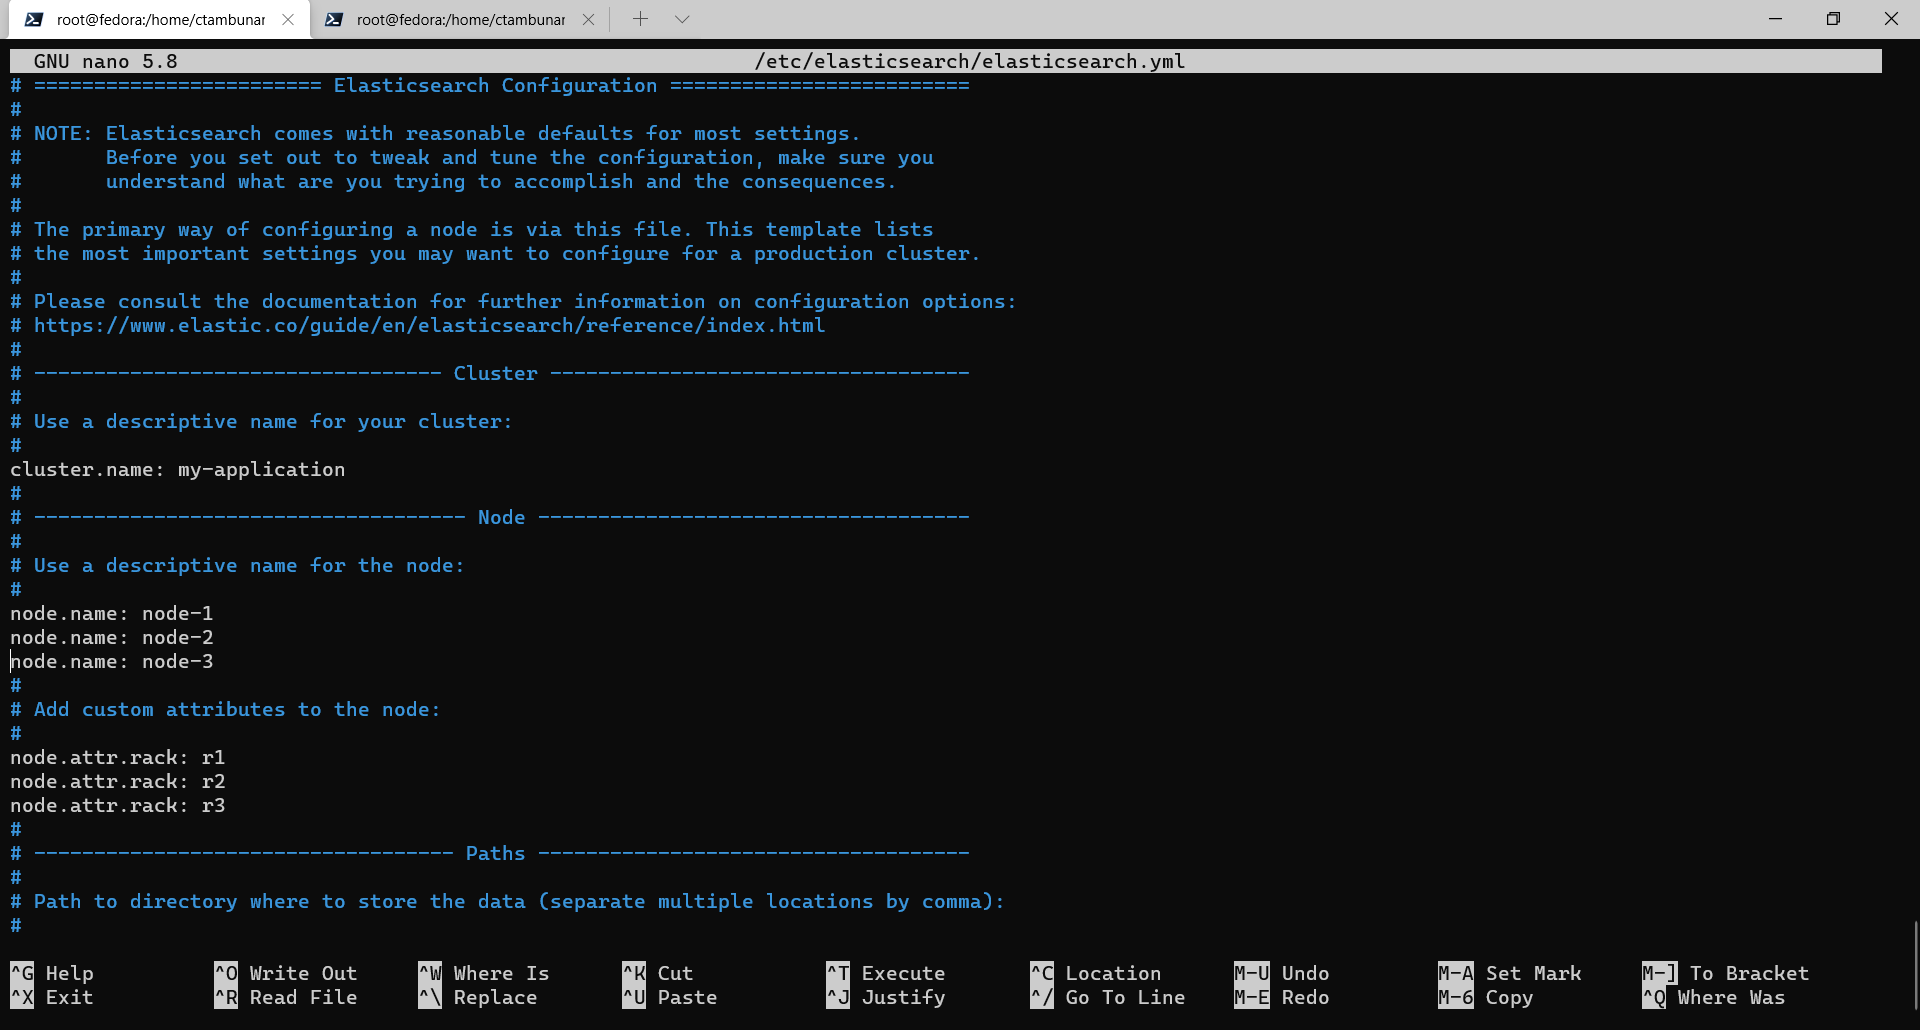 root@fedora:/home/ctambunar
root@fedora:/home/ctambunar
GNU nano 5.8 /etc/elasticsearch/elasticsearch.yml
# ======================== Elasticsearch Configuration =========================
#
# NOTE: Elasticsearch comes with reasonable defaults for most settings.
#       Before you set out to tweak and tune the configuration, make sure you
#       understand what are you trying to accomplish and the consequences.
#
# The primary way of configuring a node is via this file. This template lists
# the most important settings you may want to configure for a production cluster.
#
# Please consult the documentation for further information on configuration options:
# https://www.elastic.co/guide/en/elasticsearch/reference/index.html
#
# ---------------------------------- Cluster -----------------------------------
#
# Use a descriptive name for your cluster:
#
cluster.name: my-application
#
# ------------------------------------ Node ------------------------------------
#
# Use a descriptive name for the node:
#
node.name: node-1
node.name: node-2
node.name: node-3
#
# Add custom attributes to the node:
#
node.attr.rack: r1
node.attr.rack: r2
node.attr.rack: r3
#
# ----------------------------------- Paths ------------------------------------
#
# Path to directory where to store the data (separate multiple locations by comma):
#
^G Help ^O Write Out ^W Where Is ^K Cut ^T Execute ^C Location M-U Undo M-A Set Mark M-] To Bracket
^X Exit ^R Read File ^\ Replace ^U Paste ^J Justify ^/ Go To Line M-E Redo M-6 Copy ^Q Where Was